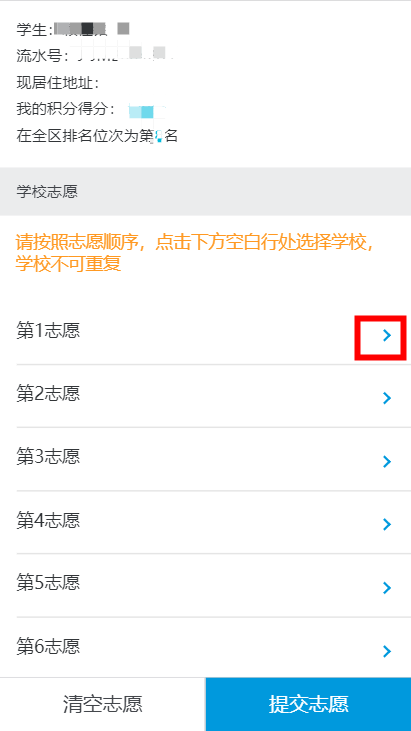 学生：
流水号：
现居住地址：
我的积分得分：
在全区排名位次为第 名
学校志愿
请按照志愿顺序，点击下方空白行处选择学校，
学校不可重复
第1志愿
第2志愿
第3志愿
第4志愿
第5志愿
第6志愿
清空志愿
提交志愿